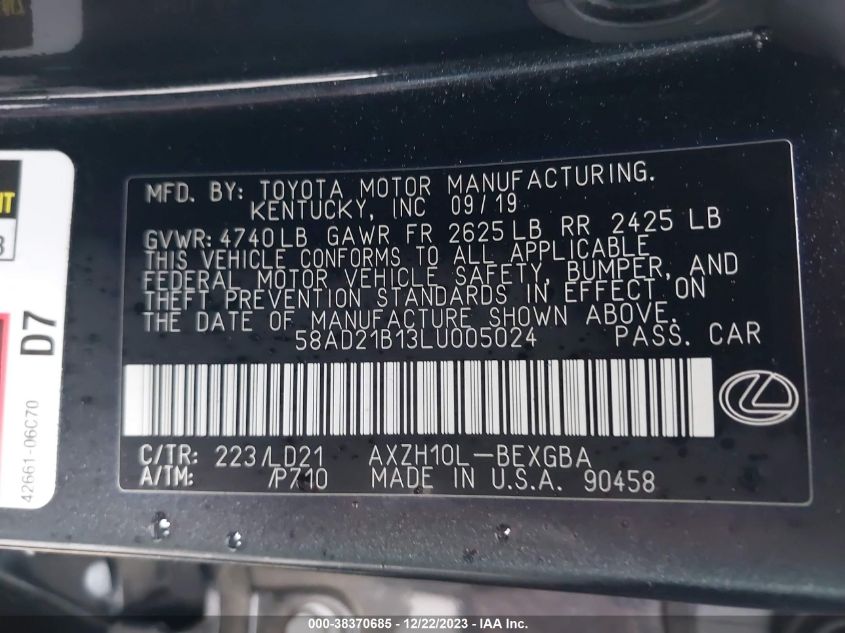 MFD. BY: TOYOTA MOTOR MANUFACTURING.
KENTUCKY, INC 09/19
GVWR: 4740LB GAWR FR 2625 LB RR 2425 LB
THIS VEHICLE CONFORMS TO ALL APPLICABLE
FEDERAL MOTOR VEHICLE SAFETY, BUMPER, AND
THEFT PREVENTION STANDARDS IN EFFECT ON
THE DATE OF MANUFACTURE SHOWN ABOVE.
58AD21B13LU005024 PASS. CAR
C/TR: 223/LD21 AXZH10L-BEXGBA
A/TM: /P710 MADE IN U.S.A. 90458
D7
42661-06C70
000-38370685 - 12/22/2023 - WWW.IAAI.COM